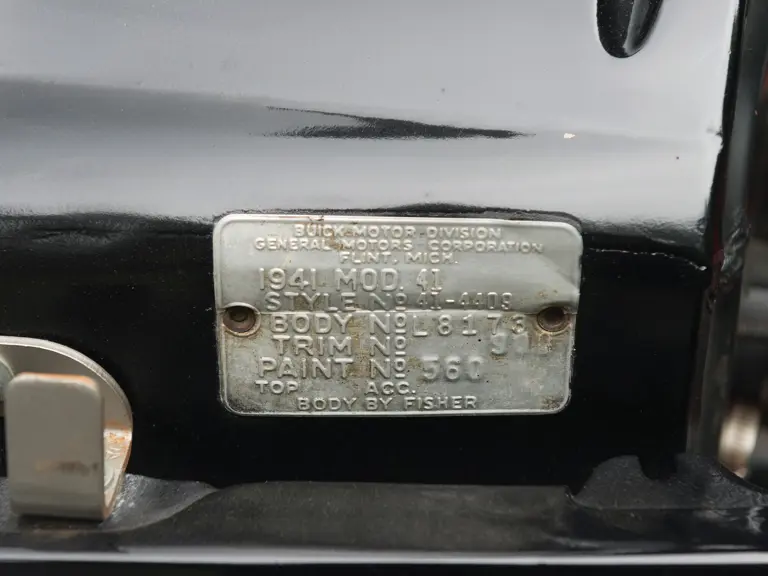 BUICK MOTOR DIVISION
GENERAL MOTORS CORPORATION
FLINT, MICH.
1941 MOD. 41
STYLE Nº 41-4409
BODY Nº L8173
TRIM Nº
PAINT Nº 560
TOP ACC.
BODY BY FISHER